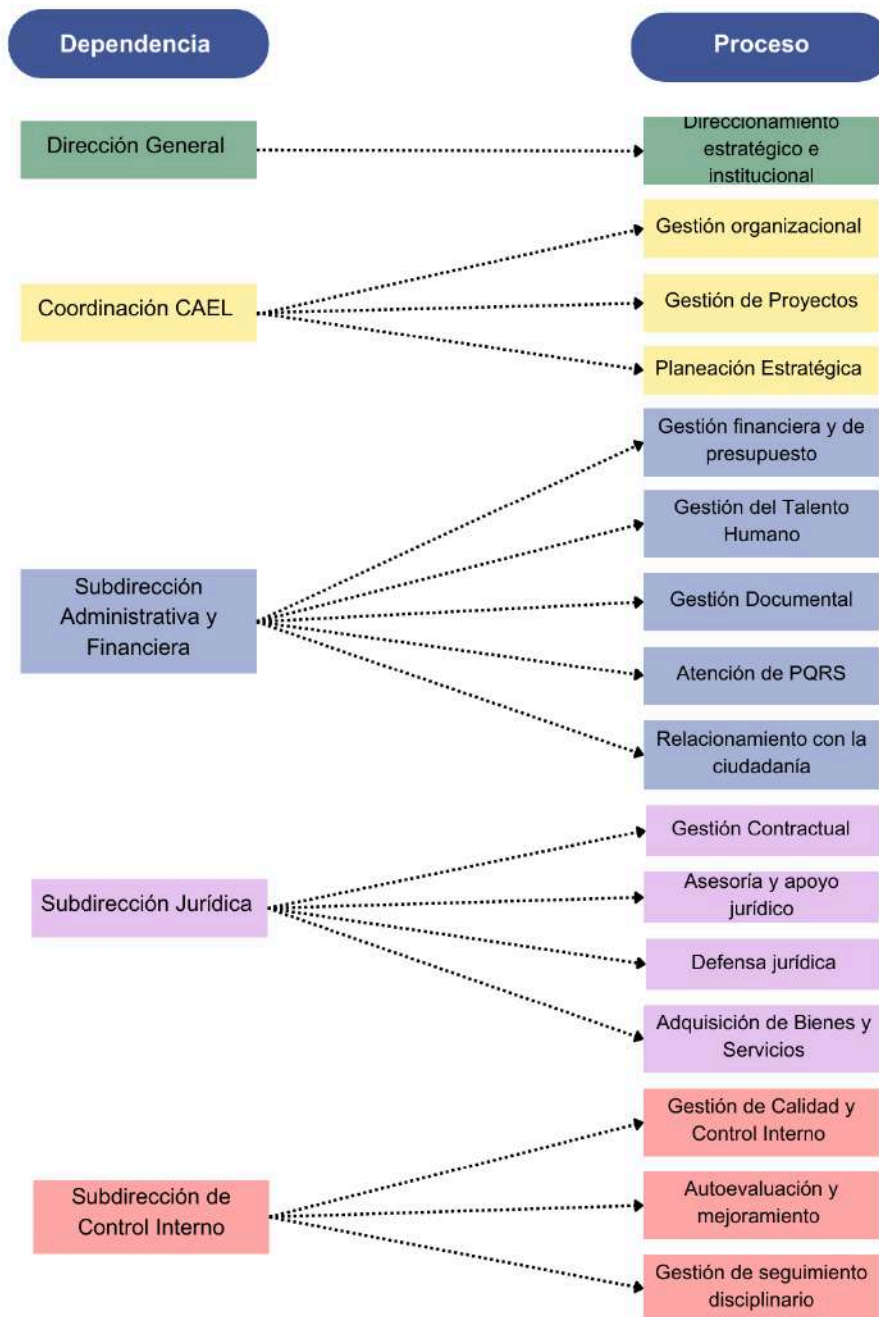 Dependencia
Proceso
Dirección General
Direccionamiento
estratégico e
institucional
Coordinación CAEL
Gestión organizacional
Gestión de Proyectos
Planeación Estratégica
Subdirección
Administrativa y
Financiera
Gestión financiera y de
presupuesto
Gestión del Talento
Humano
Gestión Documental
Atención de PQRS
Relacionamiento con la
ciudadanía
Subdirección Jurídica
Gestión Contractual
Asesoría y apoyo
jurídico
Defensa jurídica
Adquisición de Bienes y
Servicios
Subdirección de
Control Interno
Gestión de Calidad y
Control Interno
Autoevaluación y
mejoramiento
Gestión de seguimiento
disciplinario